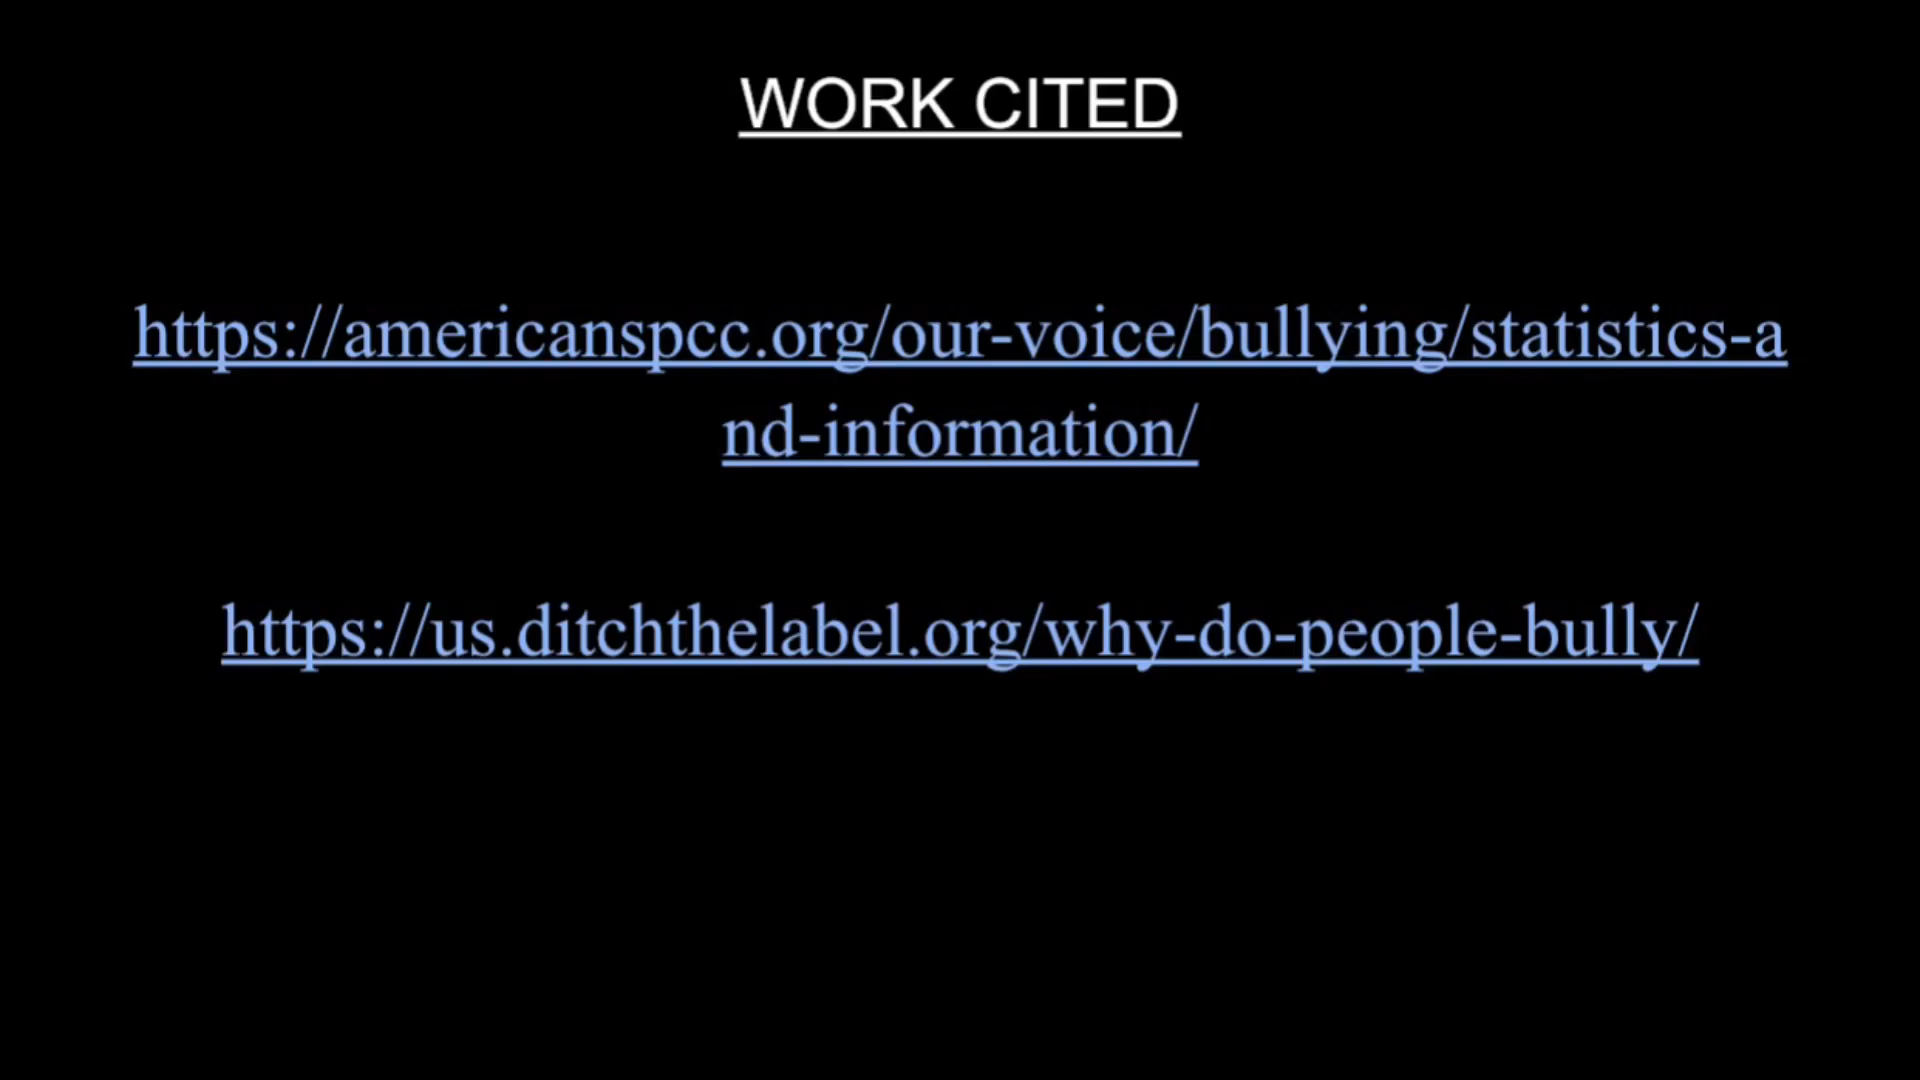 WORK CITED
https://americanspcc.org/our-voice/bullying/statistics-a
nd-information/
https://us.ditchthelabel.org/why-do-people-bully/